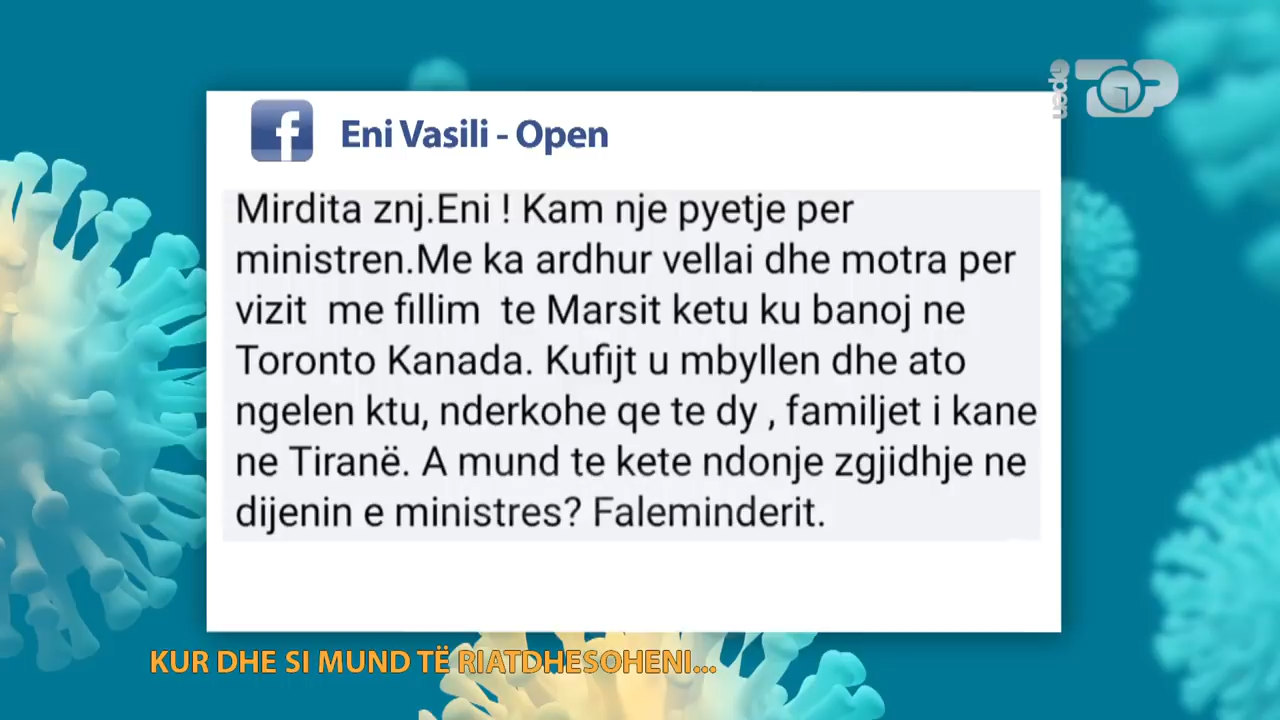 open TOP
Eni Vasili - Open
Mirdita znj.Eni ! Kam nje pyetje per
ministren.Me ka ardhur vellai dhe motra per
vizit me fillim te Marsit ketu ku banoj ne
Toronto Kanada. Kufijt u mbyllen dhe ato
ngelen ktu, nderkohe qe te dy , familjet i kane
ne Tiranë. A mund te kete ndonje zgjidhje ne
dijenin e ministres? Faleminderit.
KUR DHE SI MUND TË RIATDHESOHENI...